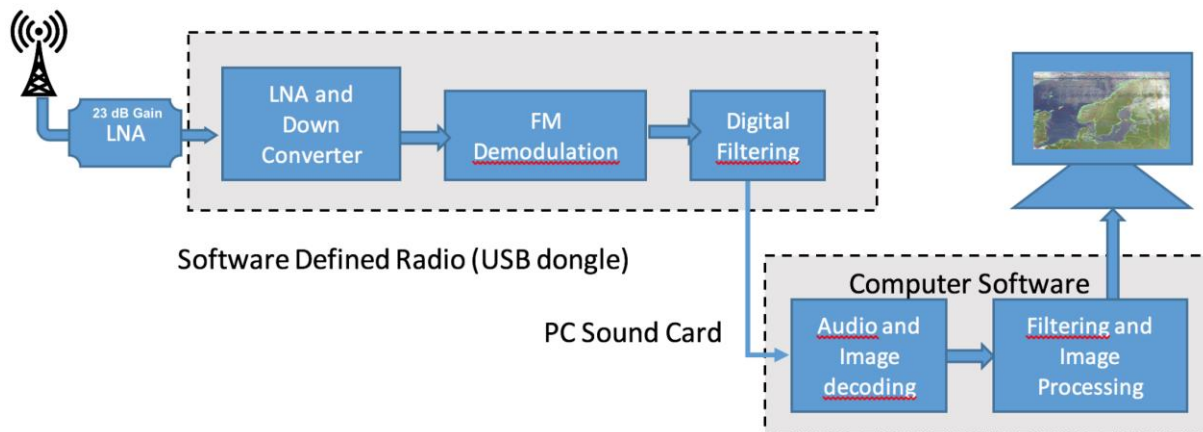 23 dB Gain
LNA
LNA and
Down
Converter
FM
Demodulation
Digital
Filtering
Software Defined Radio (USB dongle)
PC Sound Card
Computer Software
Audio and
Image
decoding
Filtering and
Image
Processing